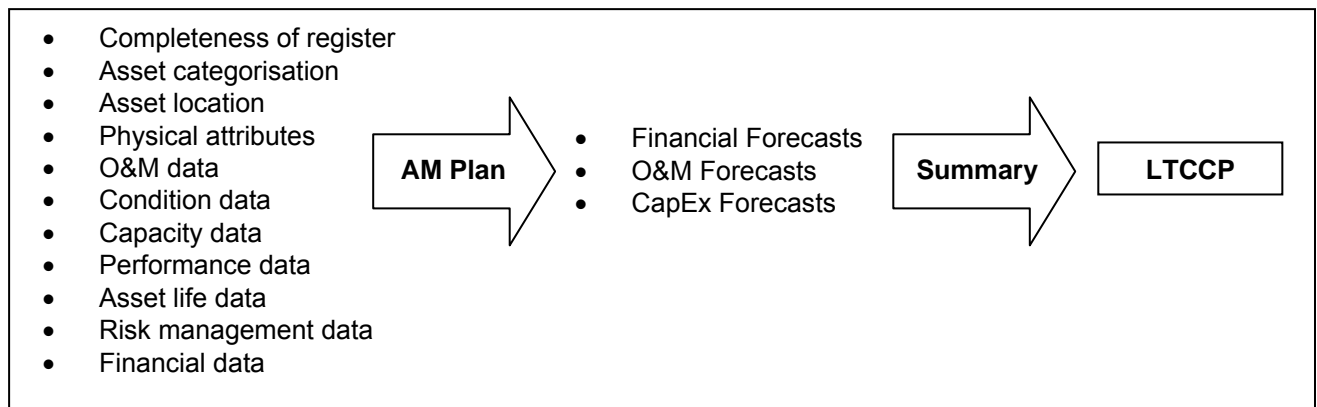 • Completeness of register
• Asset categorisation
• Asset location
• Physical attributes
• O&M data
• Condition data
• Capacity data
• Performance data
• Asset life data
• Risk management data
• Financial data
AM Plan
• Financial Forecasts
• O&M Forecasts
• CapEx Forecasts
Summary
LTCCP